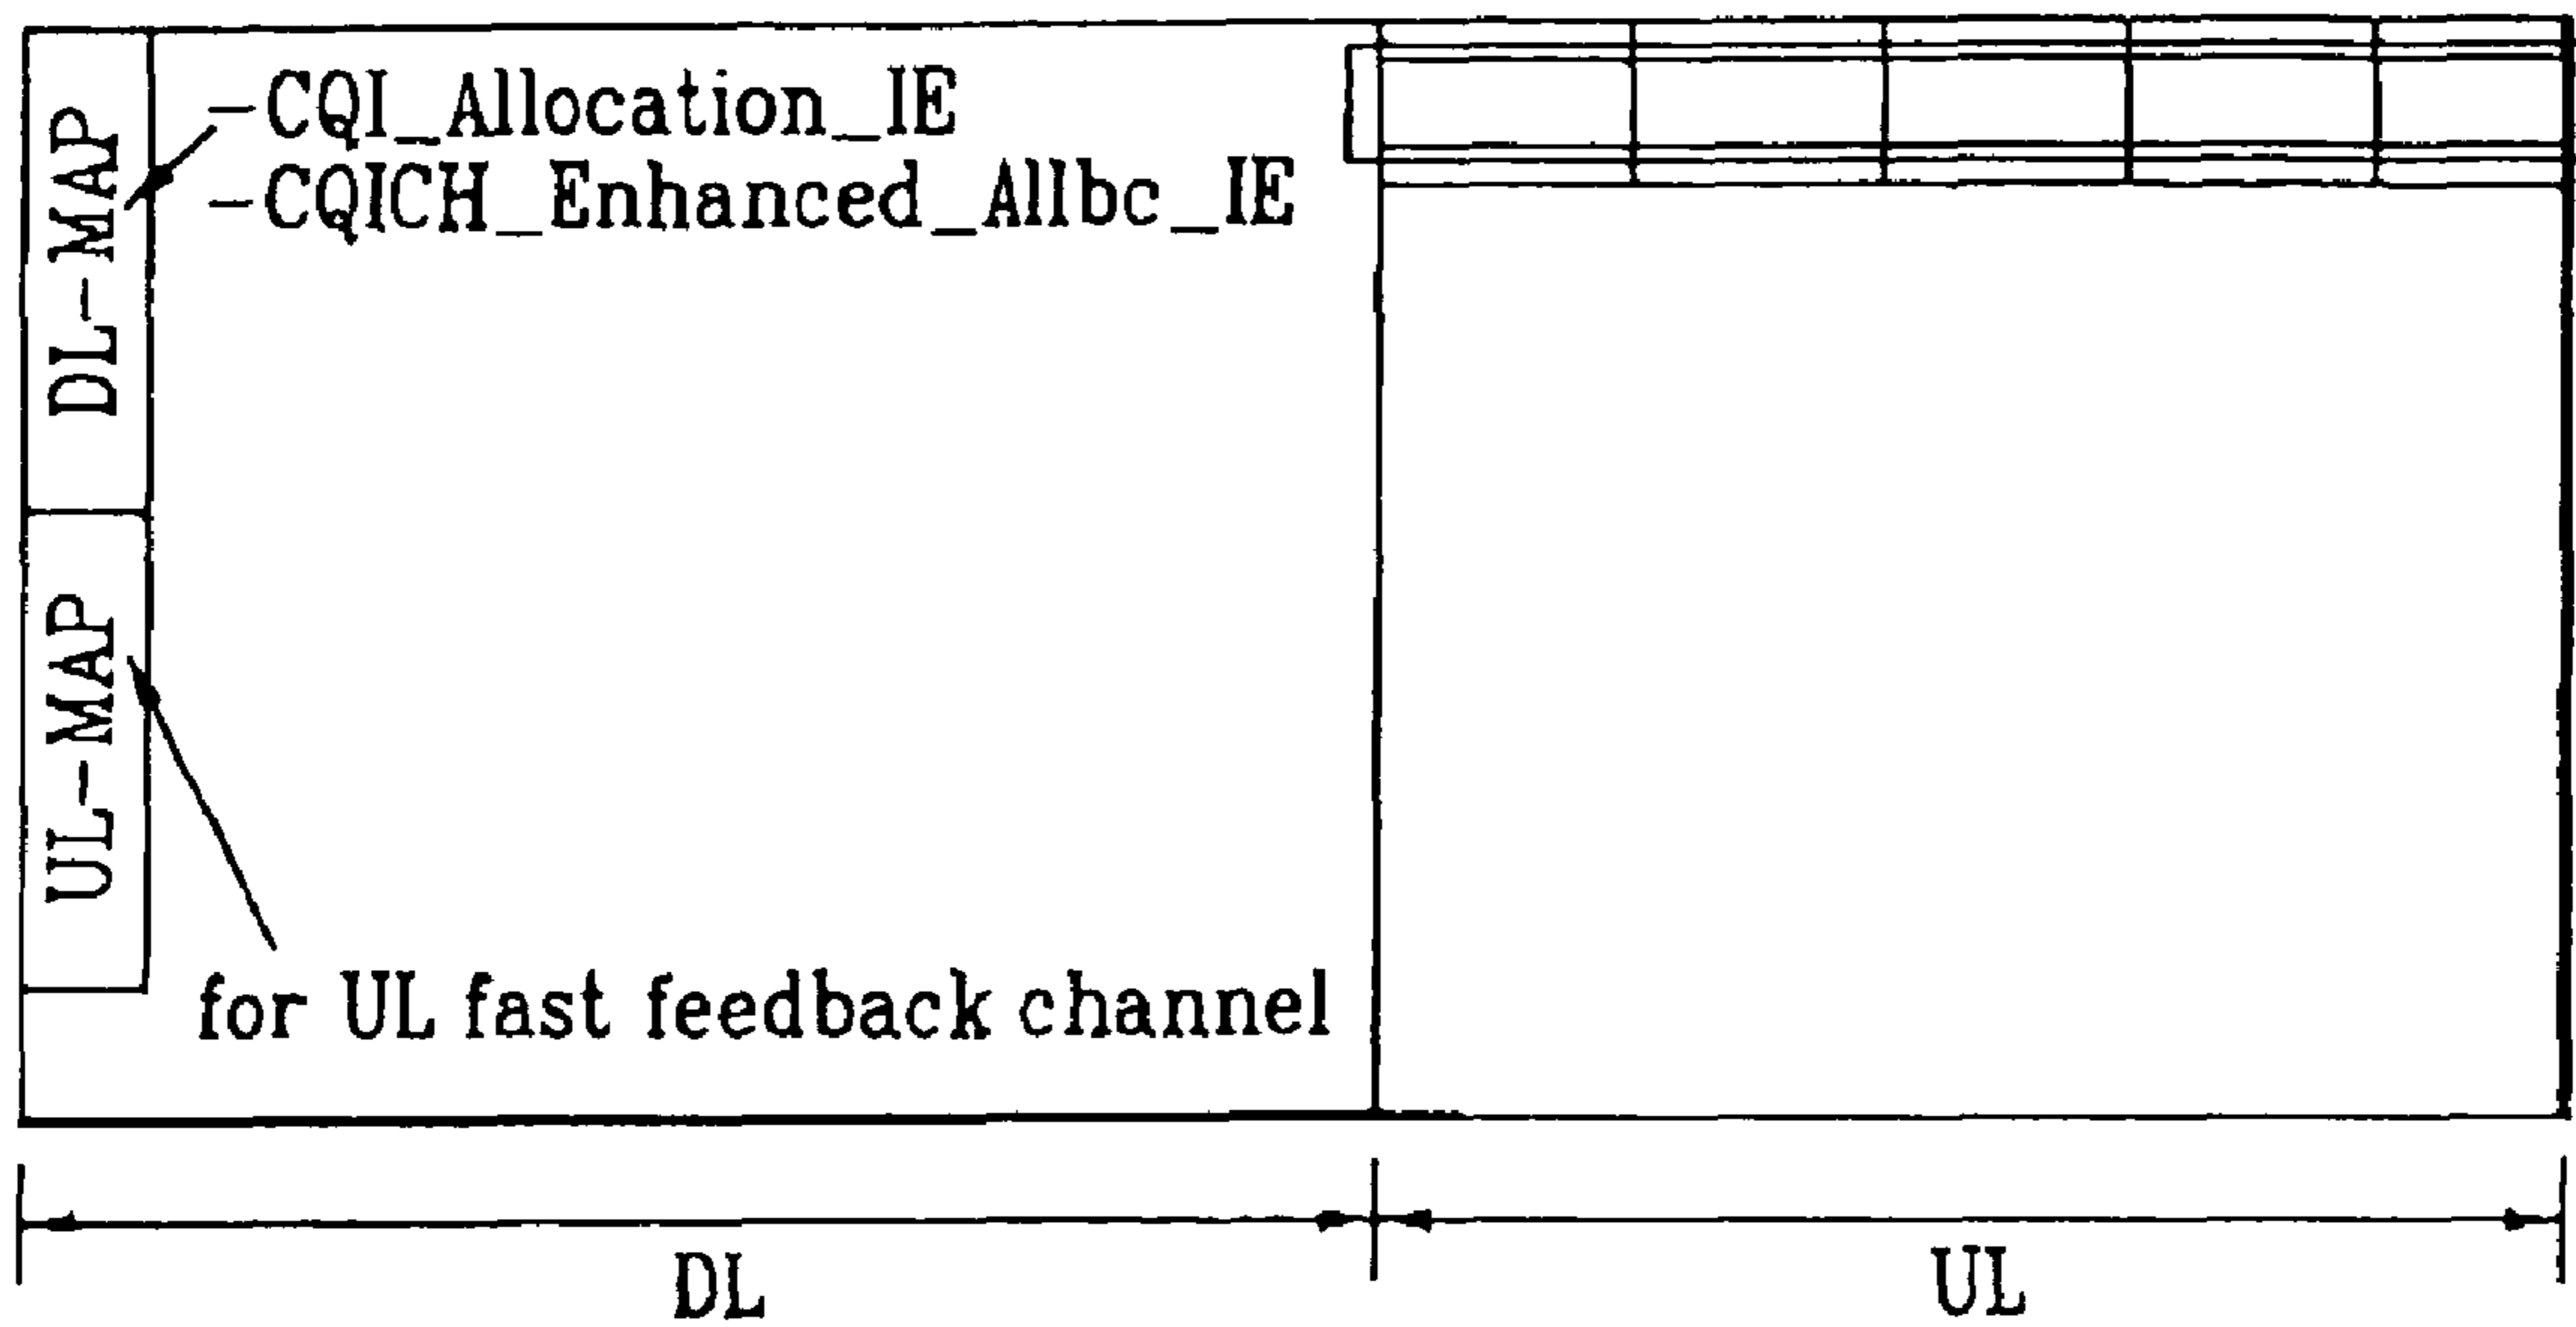 DL-MAP
-CQI_Allocation_IE
-CQICH_Enhanced_Allbc_IE
UL-MAP
for UL fast feedback channel
DL
UL